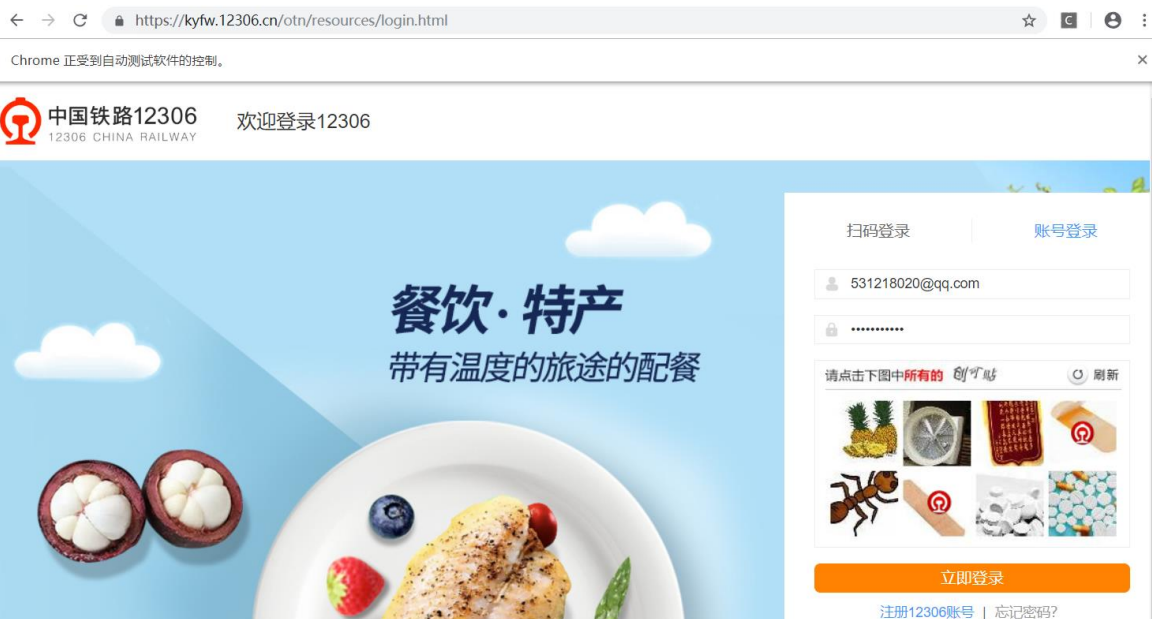 https://kyfw.12306.cn/otn/resources/login.html
C
Chrome 正受到自动测试软件的控制。
中国铁路12306
12306 CHINA RAILWAY
欢迎登录12306
餐饮·特产
带有温度的旅途的配餐
扫码登录
账号登录
531218020@qq.com
•••••••••••
请点击下图中所有的 创可贴
刷新
立即登录
注册12306账号 | 忘记密码?